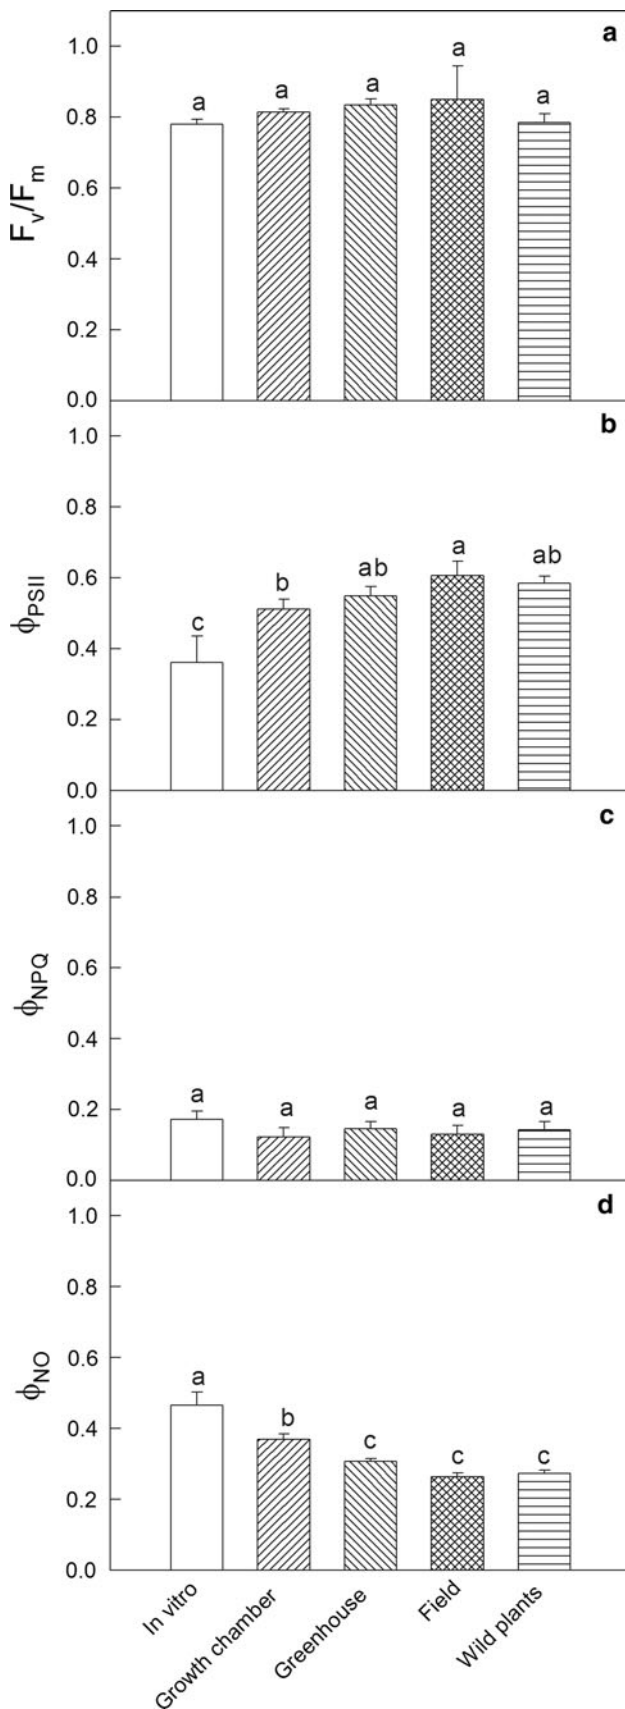 a
1.0
0.8
0.6
0.4
0.2
0.0
Fv/Fm
a a a a a
b
1.0
0.8
0.6
0.4
0.2
0.0
ϕPSII
c b ab a ab
c
1.0
0.8
0.6
0.4
0.2
0.0
ϕNPQ
a a a a a
d
1.0
0.8
0.6
0.4
0.2
0.0
ϕNO
a b c c c
In vitro
Growth chamber
Greenhouse
Field
Wild plants